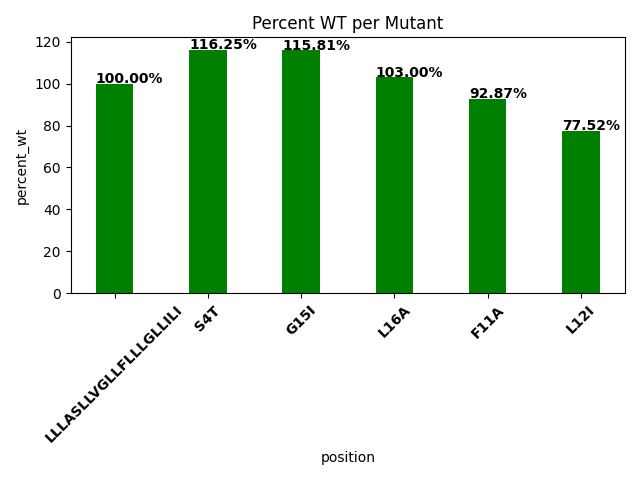 Percent WT per Mutant
percent_wt
120
100
80
60
40
20
0
100.00%
116.25%
115.81%
103.00%
92.87%
77.52%
LLLASLLVGLLFLLLGLLILI
S4T
G15I
L16A
F11A
L12I
position